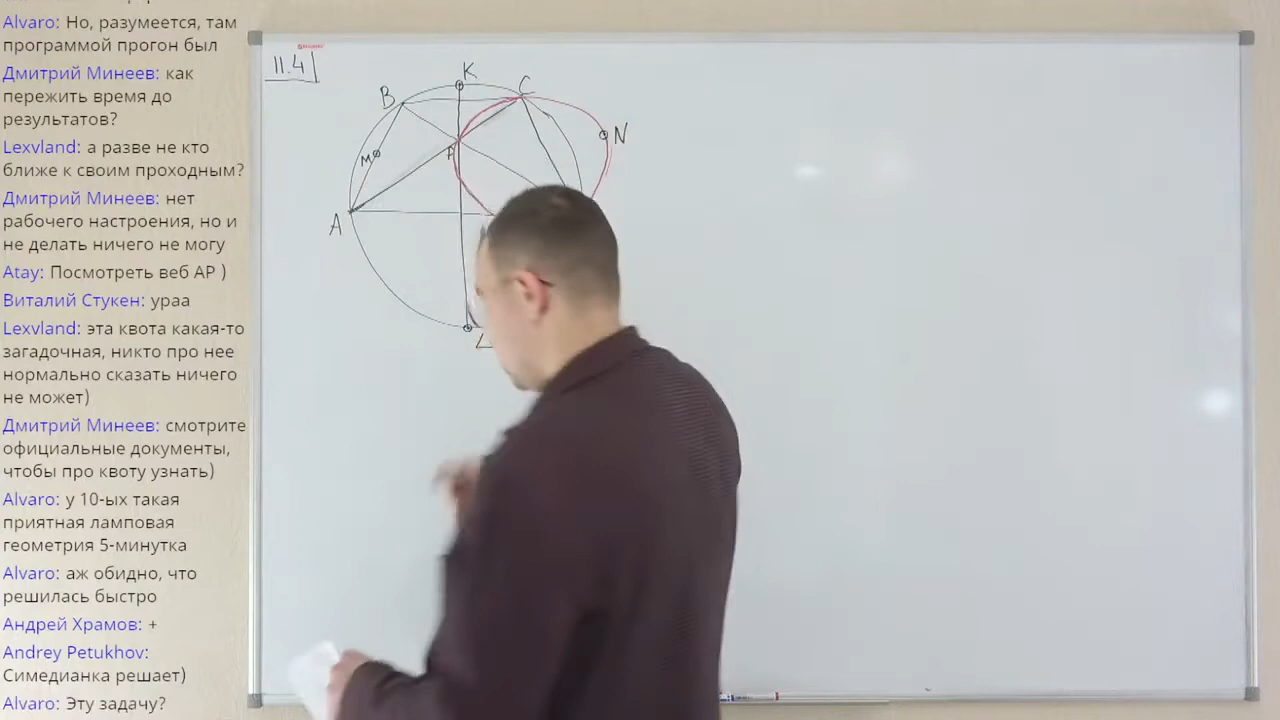 Alvaro: Но, разумеется, там
программой прогон был
Дмитрий Минеев: как
пережить время до
результатов?
Lexvland: а разве не кто
ближе к своим проходным?
Дмитрий Минеев: нет
рабочего настроения, но и
не делать ничего не могу
Atay: Посмотреть веб АР )
Виталий Стукен: ураа
Lexvland: эта квота какая-то
загадочная, никто про нее
нормально сказать ничего
не может)
Дмитрий Минеев: смотрите
официальные документы,
чтобы про квоту узнать)
Alvaro: у 10-ых такая
приятная ламповая
геометрия 5-минутка
Alvaro: аж обидно, что
решилась быстро
Андрей Храмов: +
Andrey Petukhov:
Симедианка решает)
Alvaro: Эту задачу?
11.4
K
B
C
N
M
P
A
L